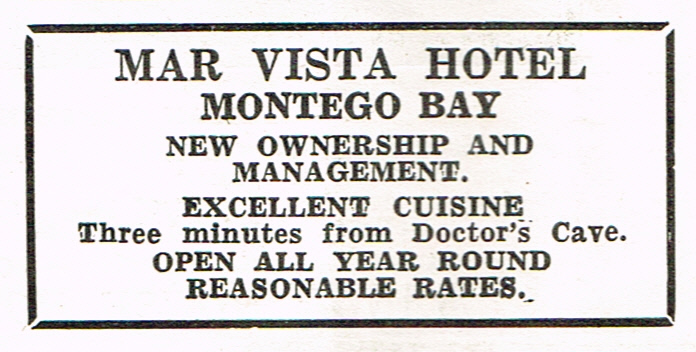 MAR VISTA HOTEL
MONTEGO BAY
NEW OWNERSHIP AND
MANAGEMENT.
EXCELLENT CUISINE
Three minutes from Doctor's Cave.
OPEN ALL YEAR ROUND
REASONABLE RATES.